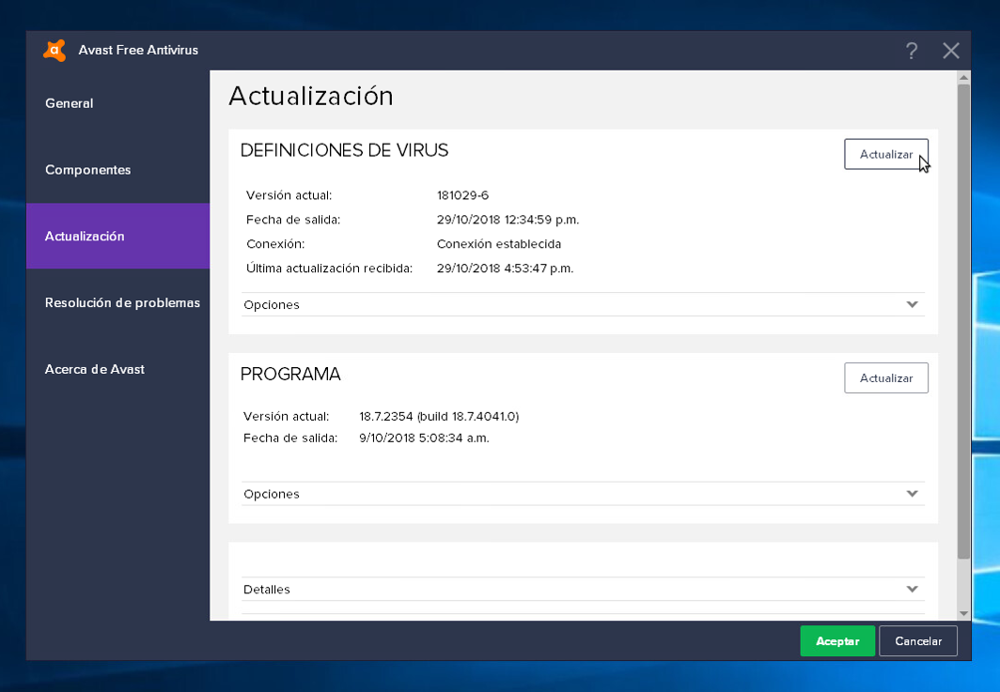 Avast Free Antivirus
?
General
Componentes
Actualización
Resolución de problemas
Acerca de Avast
Actualización
DEFINICIONES DE VIRUS
Actualizar
Versión actual: 181029-6
Fecha de salida: 29/10/2018 12:34:59 p.m.
Conexión: Conexión establecida
Última actualización recibida: 29/10/2018 4:53:47 p.m.
Opciones
PROGRAMA
Actualizar
Versión actual: 18.7.2354 (build 18.7.4041.0)
Fecha de salida: 9/10/2018 5:08:34 a.m.
Opciones
Detalles
Aceptar
Cancelar